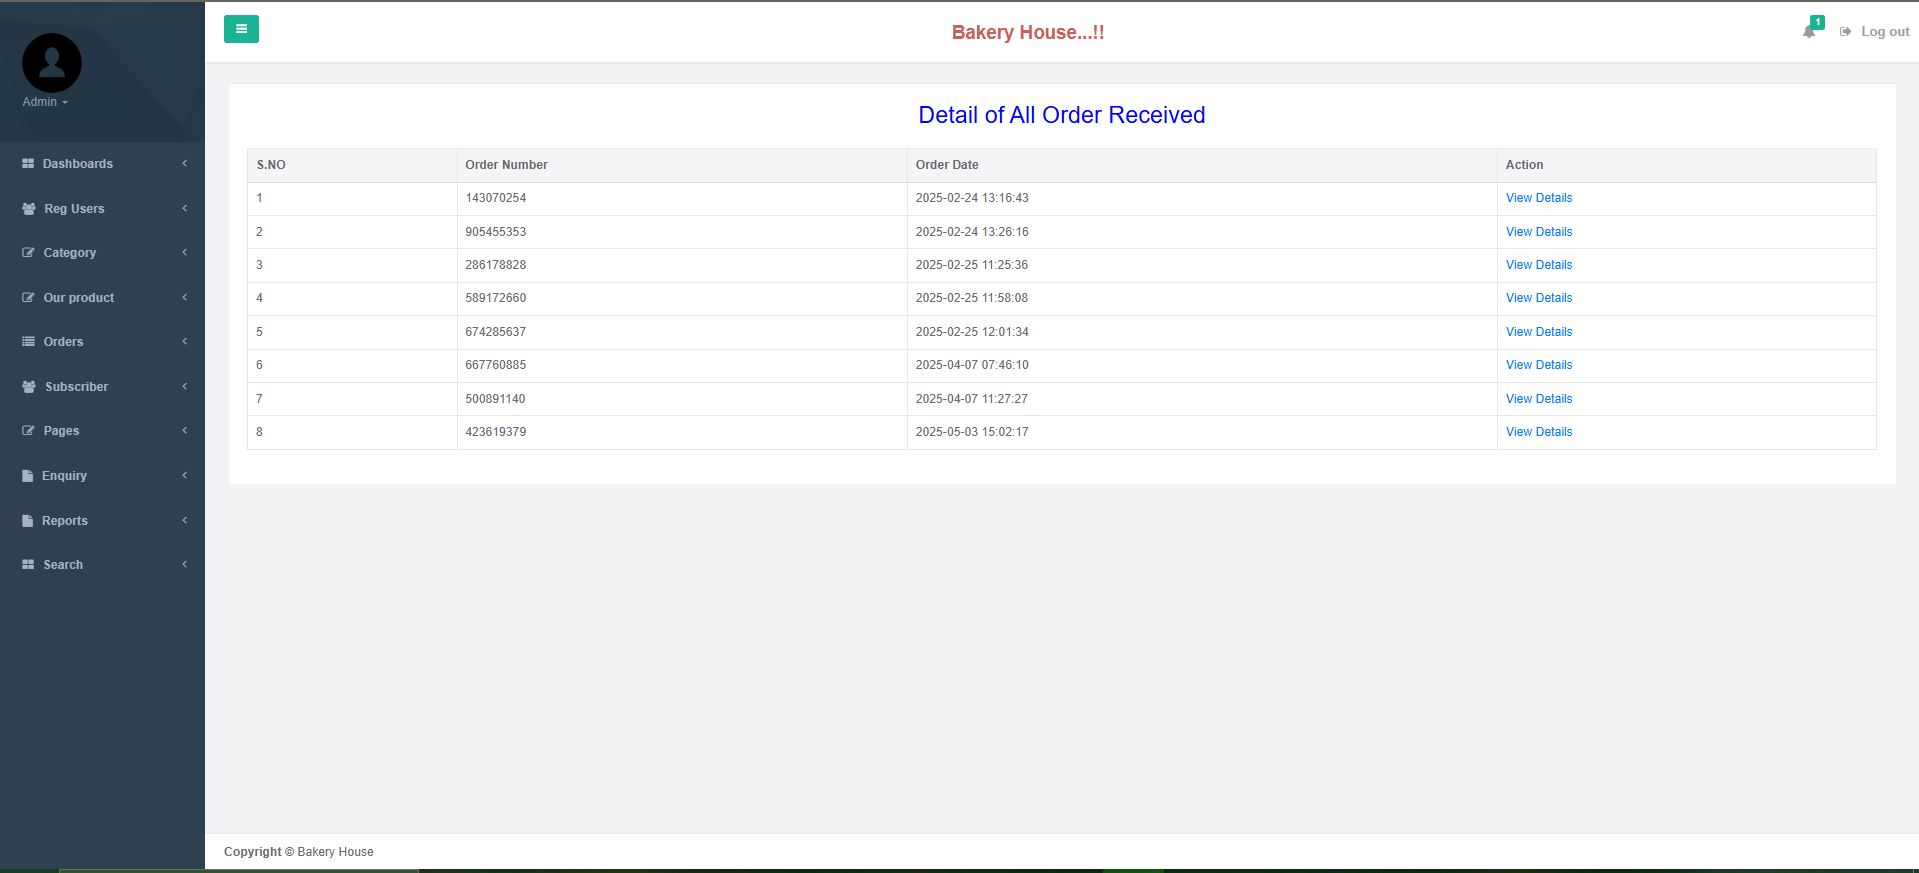 Bakery House...!!
1
Log out
Admin
Dashboards
Reg Users
Category
Our product
Orders
Subscriber
Pages
Enquiry
Reports
Search
Detail of All Order Received
S.NO Order Number Order Date Action
1 143070254 2025-02-24 13:16:43 View Details
2 905455353 2025-02-24 13:26:16 View Details
3 286178828 2025-02-25 11:25:36 View Details
4 589172660 2025-02-25 11:58:08 View Details
5 674285637 2025-02-25 12:01:34 View Details
6 667760885 2025-04-07 07:46:10 View Details
7 500891140 2025-04-07 11:27:27 View Details
8 423619379 2025-05-03 15:02:17 View Details
Copyright © Bakery House